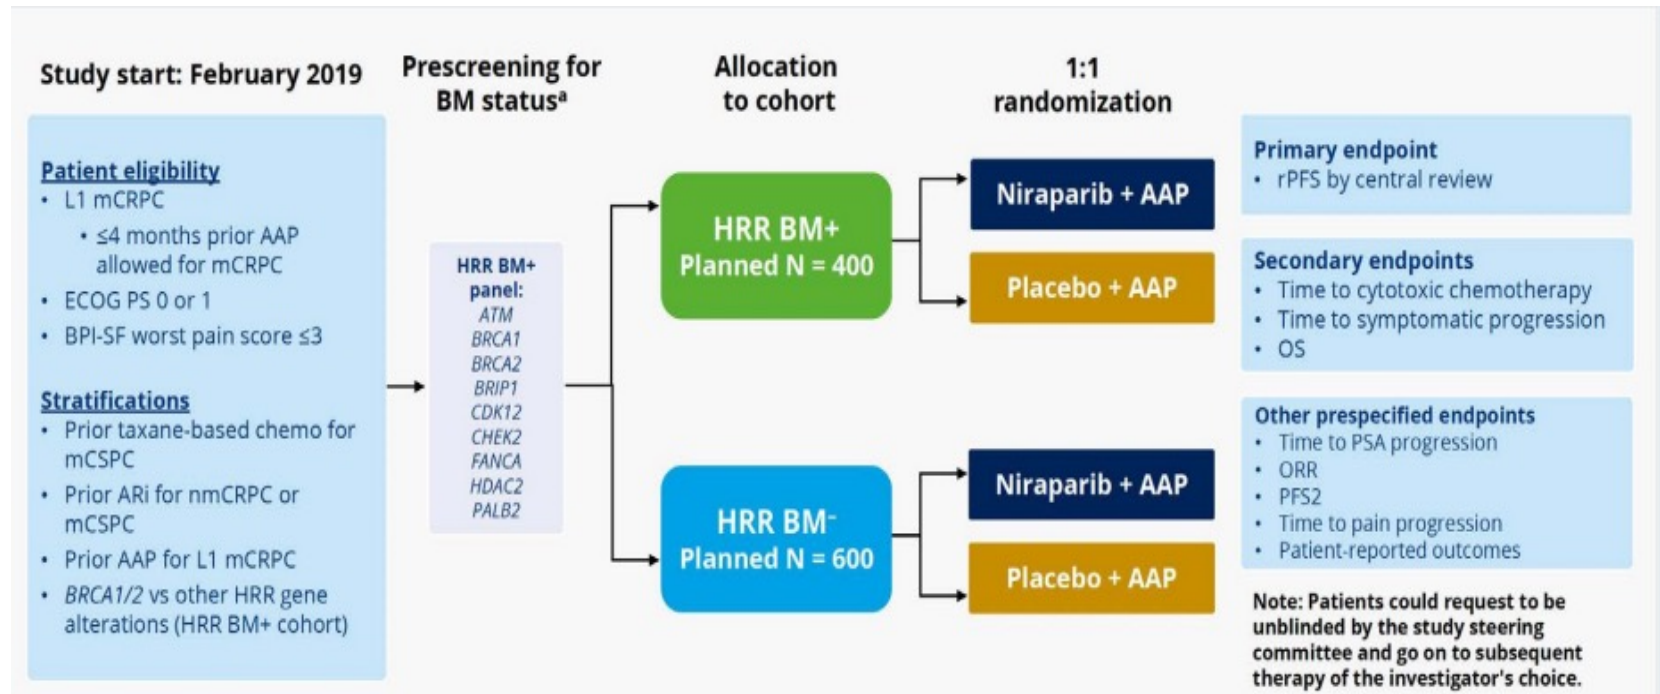 Study start: February 2019
Patient eligibility
• L1 mCRPC
• ≤4 months prior AAP
allowed for mCRPC
• ECOG PS 0 or 1
• BPI-SF worst pain score ≤3
Stratifications
• Prior taxane-based chemo for
mCSPC
• Prior ARi for nmCRPC or
mCSPC
• Prior AAP for L1 mCRPC
• BRCA1/2 vs other HRR gene
alterations (HRR BM+ cohort)
Prescreening for
BM statusᵃ
HRR BM+
panel:
ATM
BRCA1
BRCA2
BRIP1
CDK12
CHEK2
FANCA
HDAC2
PALB2
Allocation
to cohort
HRR BM+
Planned N = 400
HRR BM⁻
Planned N = 600
1:1
randomization
Niraparib + AAP
Placebo + AAP
Niraparib + AAP
Placebo + AAP
Primary endpoint
• rPFS by central review
Secondary endpoints
• Time to cytotoxic chemotherapy
• Time to symptomatic progression
• OS
Other prespecified endpoints
• Time to PSA progression
• ORR
• PFS2
• Time to pain progression
• Patient-reported outcomes
Note: Patients could request to be
unblinded by the study steering
committee and go on to subsequent
therapy of the investigator's choice.